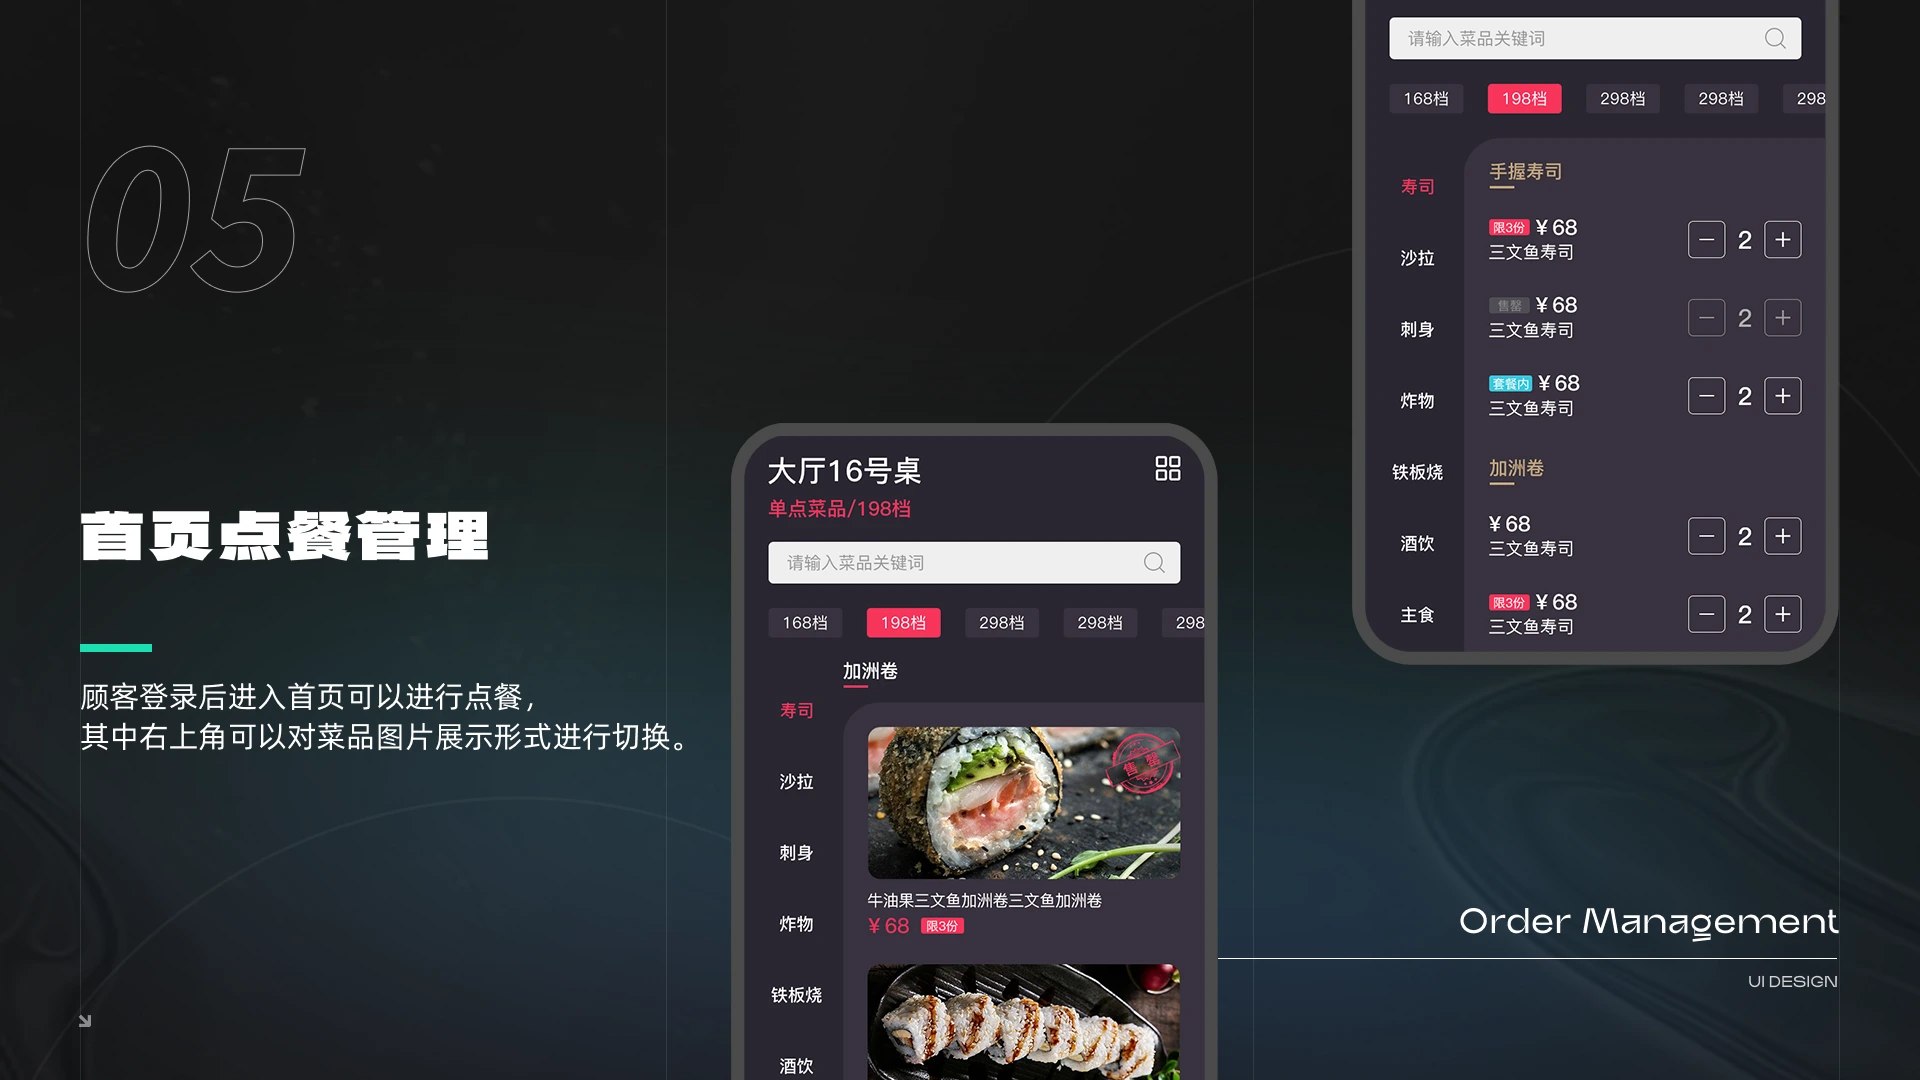 05
首页点餐管理
顾客登录后进入首页可以进行点餐，
其中右上角可以对菜品图片展示形式进行切换。
大厅16号桌
单点菜品/198档
请输入菜品关键词
168档 198档 298档 298档 298
加洲卷
寿司
沙拉
刺身
炸物
铁板烧
酒饮
售罄
牛油果三文鱼加洲卷三文鱼加洲卷
¥68 限3份
请输入菜品关键词
168档 198档 298档 298档 298
寿司
沙拉
刺身
炸物
铁板烧
酒饮
主食
手握寿司
限3份 ¥68
三文鱼寿司
− 2 +
售罄 ¥68
三文鱼寿司
− 2 +
套餐内 ¥68
三文鱼寿司
− 2 +
加洲卷
¥68
三文鱼寿司
− 2 +
限3份 ¥68
三文鱼寿司
− 2 +
Order Management
UI DESIGN